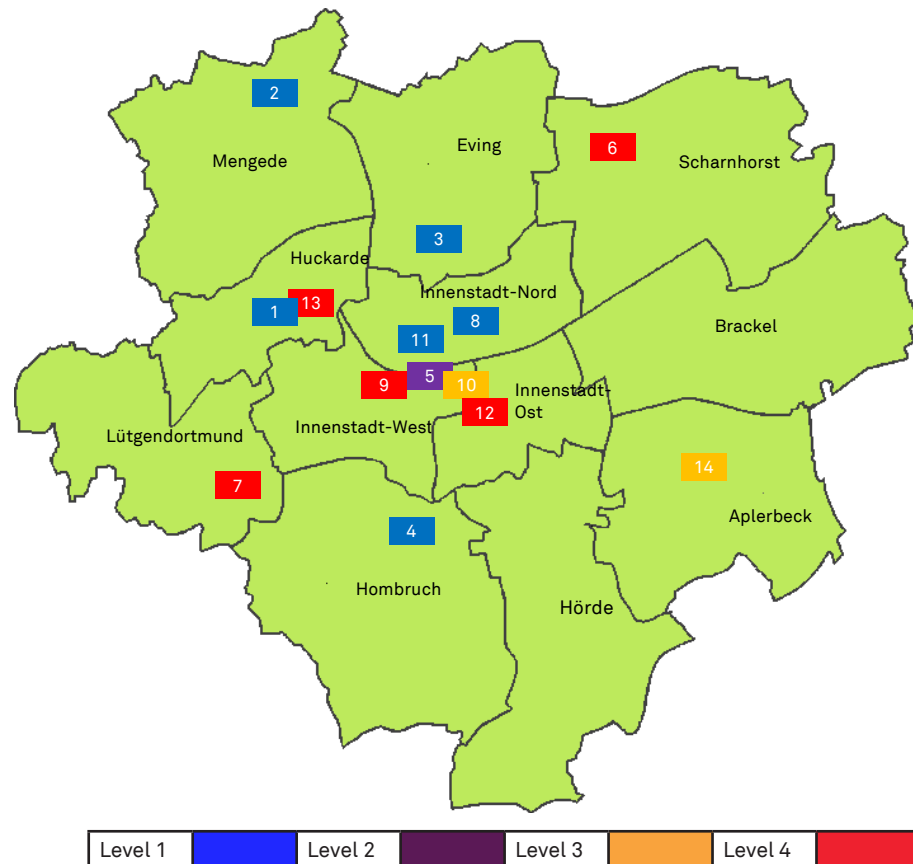 2
Eving
6
Mengede
Scharnhorst
3
Huckarde
13
Innenstadt-Nord
1
8
Brackel
11
5
9
10
Innenstadt-
Ost
12
Innenstadt-West
Lütgendortmund
14
7
Aplerbeck
4
Hombruch
Hörde
Level 1 Level 2 Level 3 Level 4